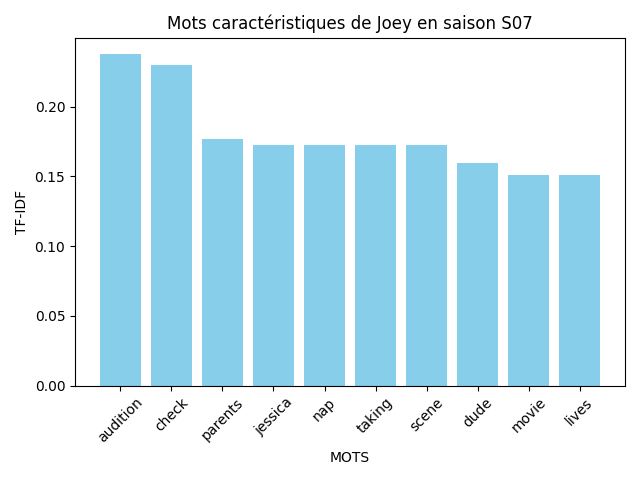 Mots caractéristiques de Joey en saison S07
TF-IDF
0.20
0.15
0.10
0.05
0.00
audition
check
parents
jessica
nap
taking
scene
dude
movie
lives
MOTS